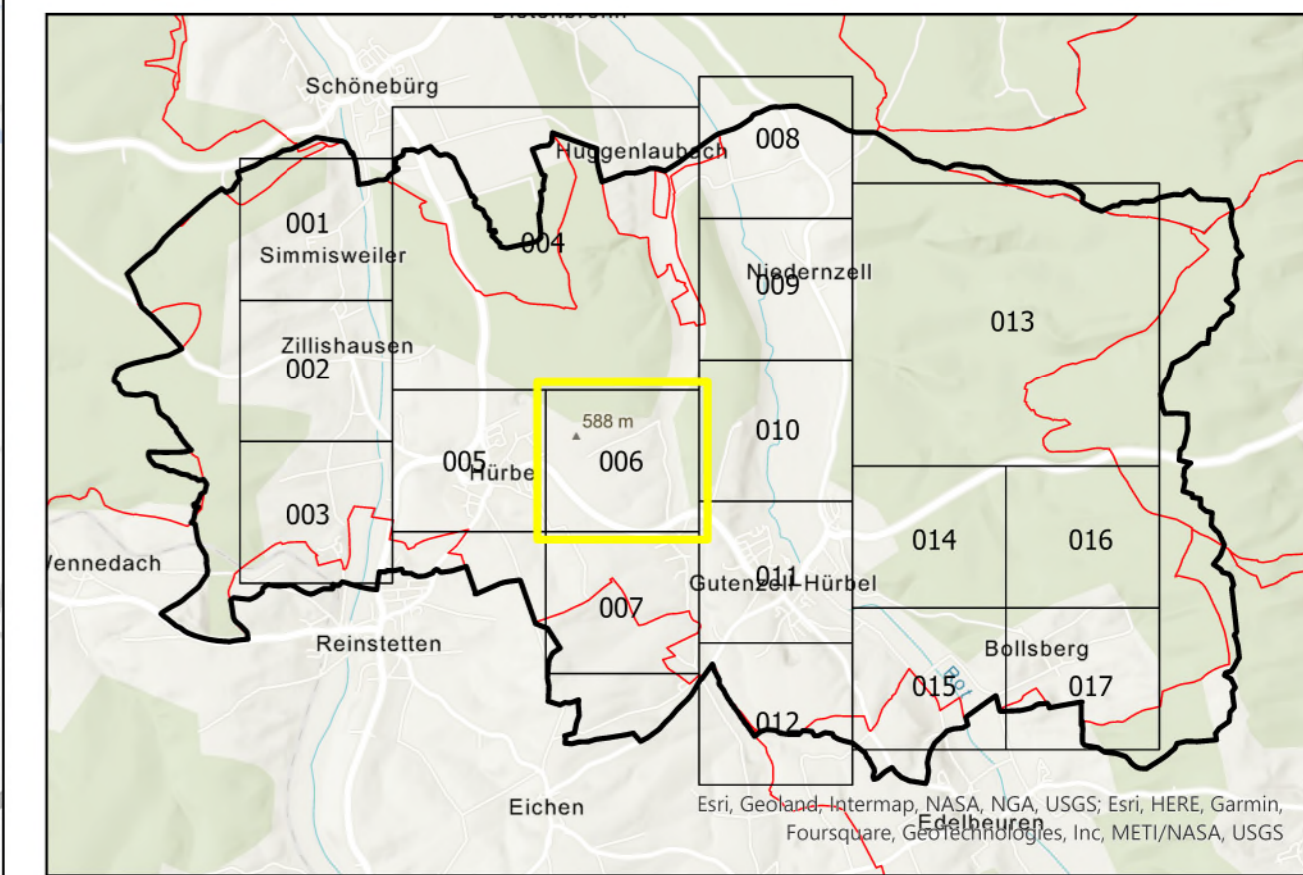 Schönebürg
Huggenlaubach
008
001
Simmisweiler
004
Niedernzell
009
013
Zillishausen
002
588 m
010
005
Hürbe
006
003
014
016
Wennedach
Gutenzell-Hürbel
011
007
Reinstetten
Bollsberg
Rot
015
017
012
Eichen
Esri, Geoland, Intermap, NASA, NGA, USGS; Esri, HERE, Garmin,
Edelbeuren
Foursquare, GeoTechnologies, Inc, METI/NASA, USGS